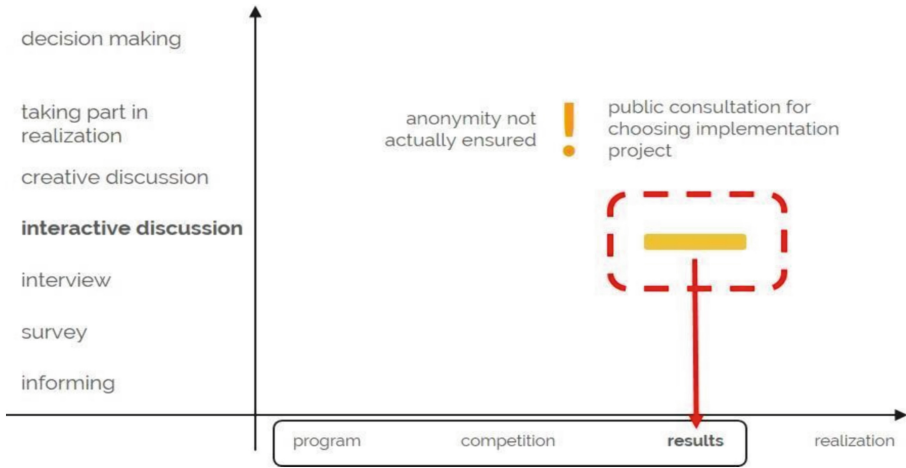 decision making
taking part in
realization
creative discussion
interactive discussion
interview
survey
informing
anonymity not
actually ensured
!
public consultation for
choosing implementation
project
program competition results realization